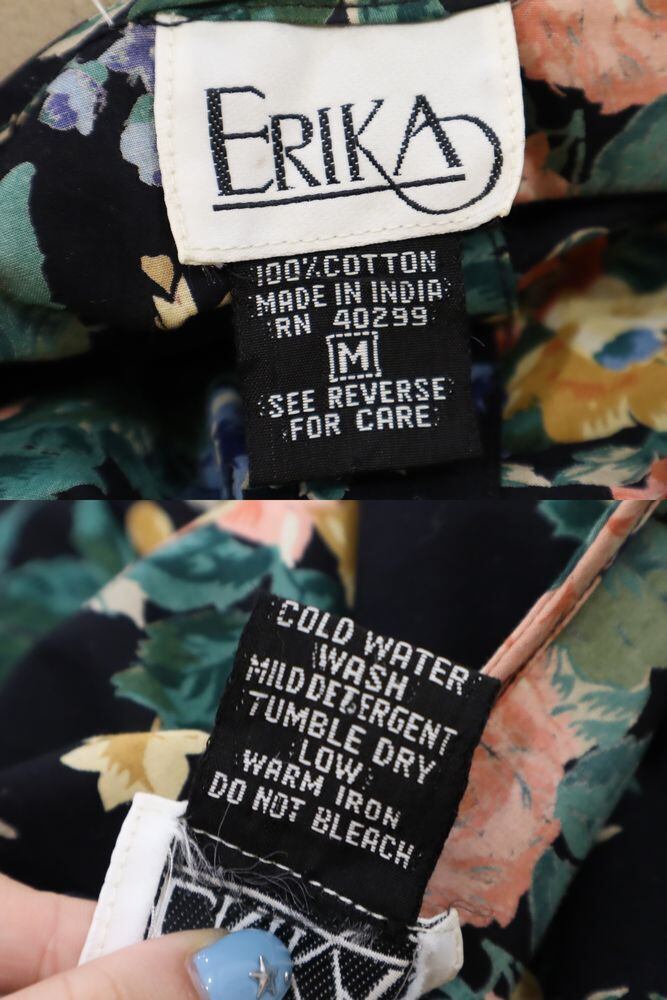 ERIKA
100%COTTON
MADE IN INDIA
RN 40299
M
SEE REVERSE
FOR CARE
COLD WATER
WASH
MILD DETERGENT
TUMBLE DRY
LOW
WARM IRON
DO NOT BLEACH